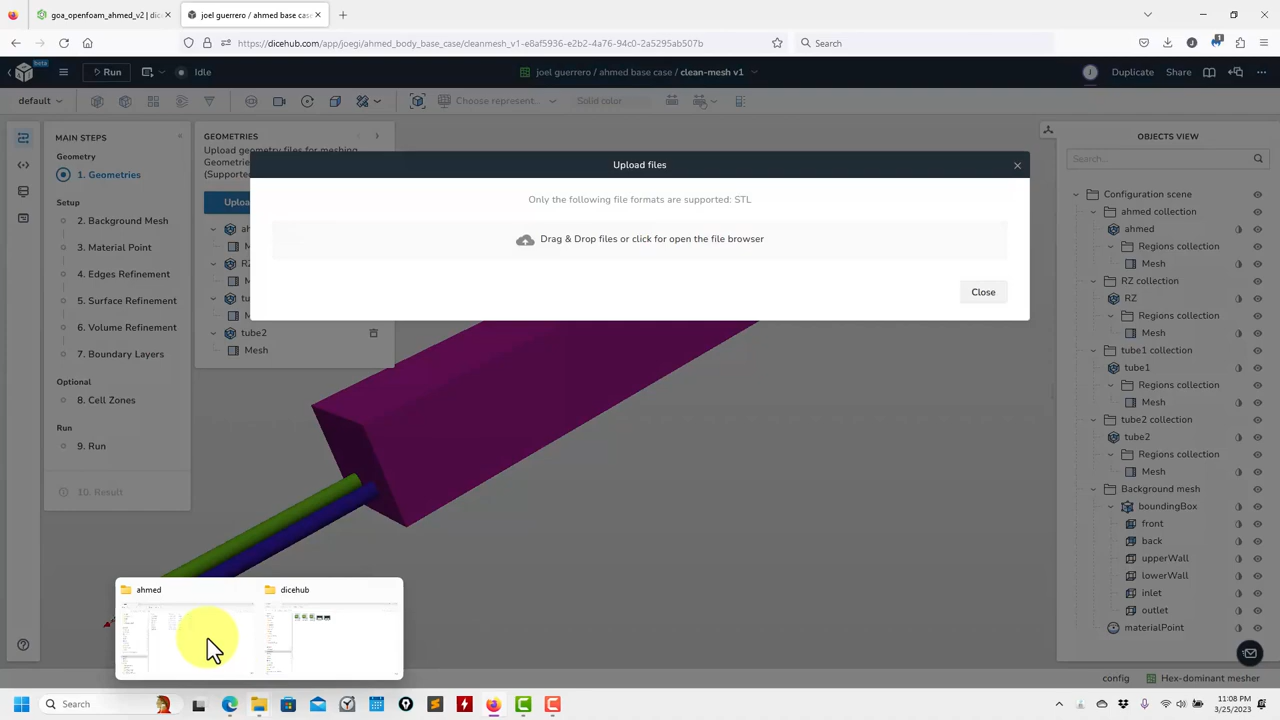 goa_openfoam_ahmed_v2 | dice
joel guerrero / ahmed base case
https://dicehub.com/app/joegi/ahmed_body_base_case/cleanmesh_v1-e8af5936-e2b2-4a76-94c0-2a5295ab507b
Search
beta
Run
Idle
joel guerrero / ahmed base case / clean-mesh v1
J
Duplicate
Share
default
Choose represent...
Solid color
MAIN STEPS
Geometry
1. Geometries
Setup
2. Background Mesh
3. Material Point
4. Edges Refinement
5. Surface Refinement
6. Volume Refinement
7. Boundary Layers
Optional
8. Cell Zones
Run
9. Run
10. Result
GEOMETRIES
Upload geometry files for meshing
Geometries
(Supported
Upload
tube2
Mesh
Upload files
Only the following file formats are supported: STL
Drag & Drop files or click for open the file browser
Close
OBJECTS VIEW
Search...
Configuration scene
ahmed collection
ahmed
Regions collection
Mesh
RZ collection
RZ
Regions collection
Mesh
tube1 collection
tube1
Regions collection
Mesh
tube2 collection
tube2
Regions collection
Mesh
Background mesh
boundingBox
front
back
upperWall
lowerWall
inlet
outlet
materialPoint
config
Hex-dominant mesher
ahmed
dicehub
Search
11:08 PM
3/25/2023